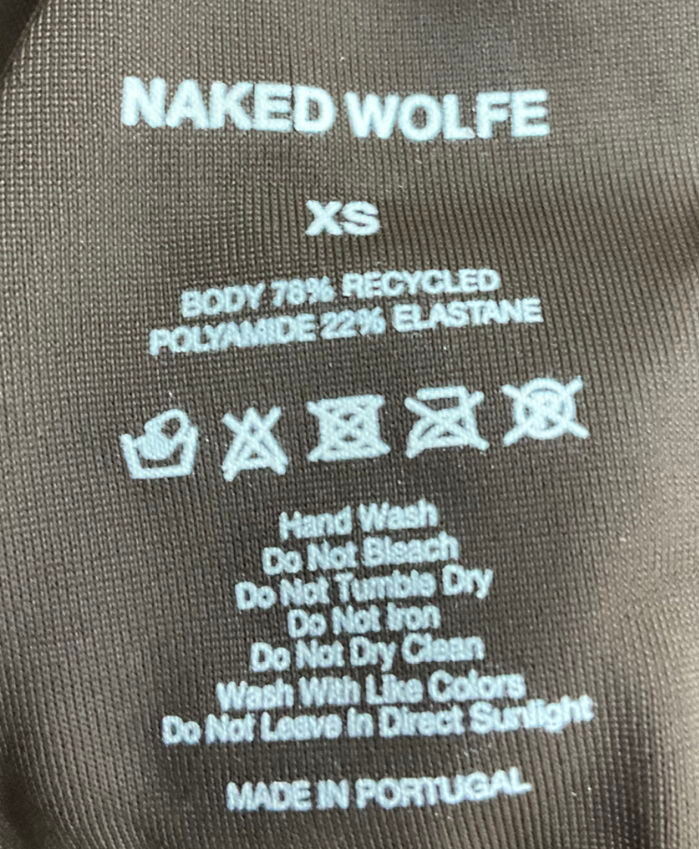 NAKED WOLFE
XS
BODY 78% RECYCLED
POLYAMIDE 22% ELASTANE
Hand Wash
Do Not Bleach
Do Not Tumble Dry
Do Not Iron
Do Not Dry Clean
Wash With Like Colors
Do Not Leave In Direct Sunlight
MADE IN PORTUGAL